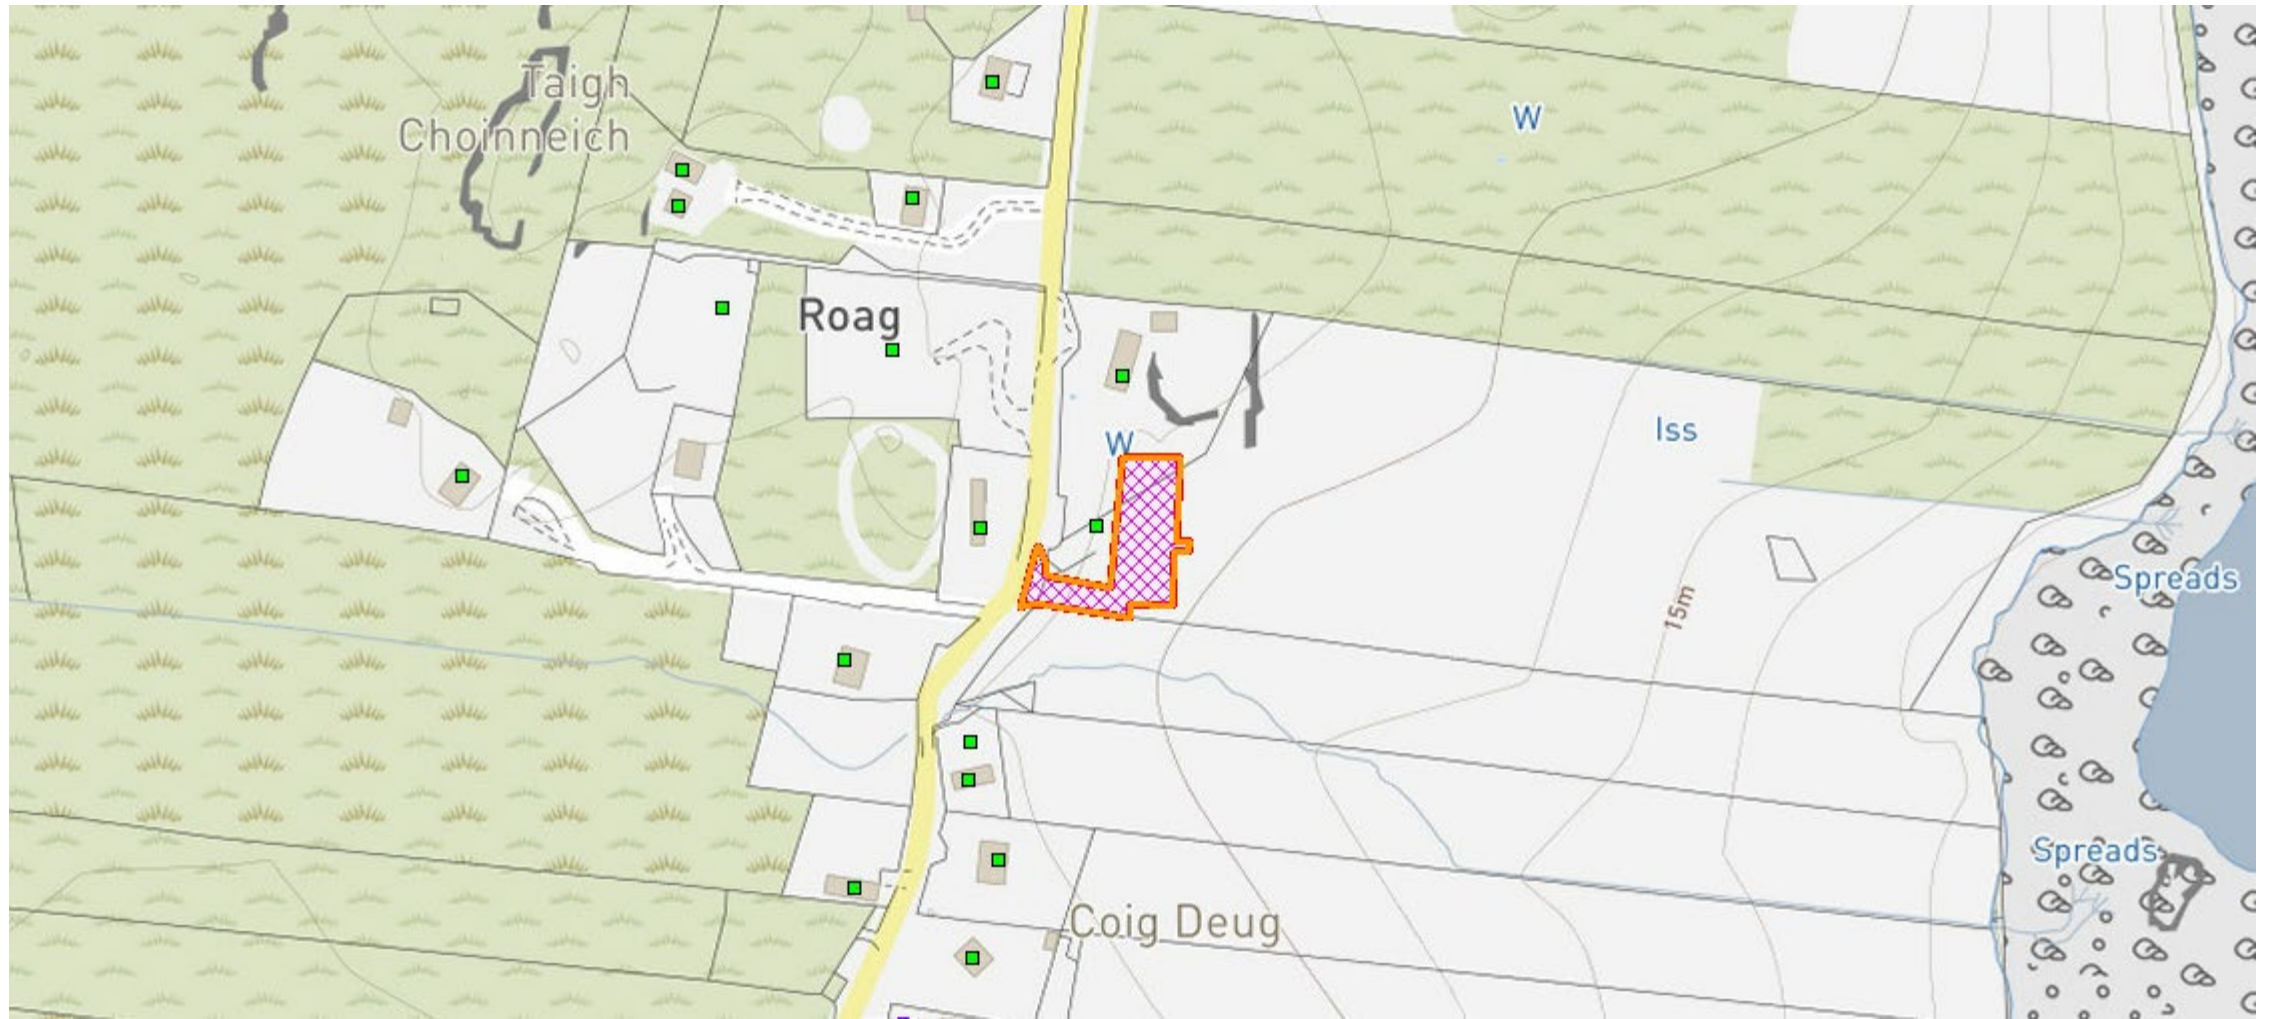 Taigh
Choinneich
W
Roag
Iss
W
Spreads
15m
Spreads
Coig Deug